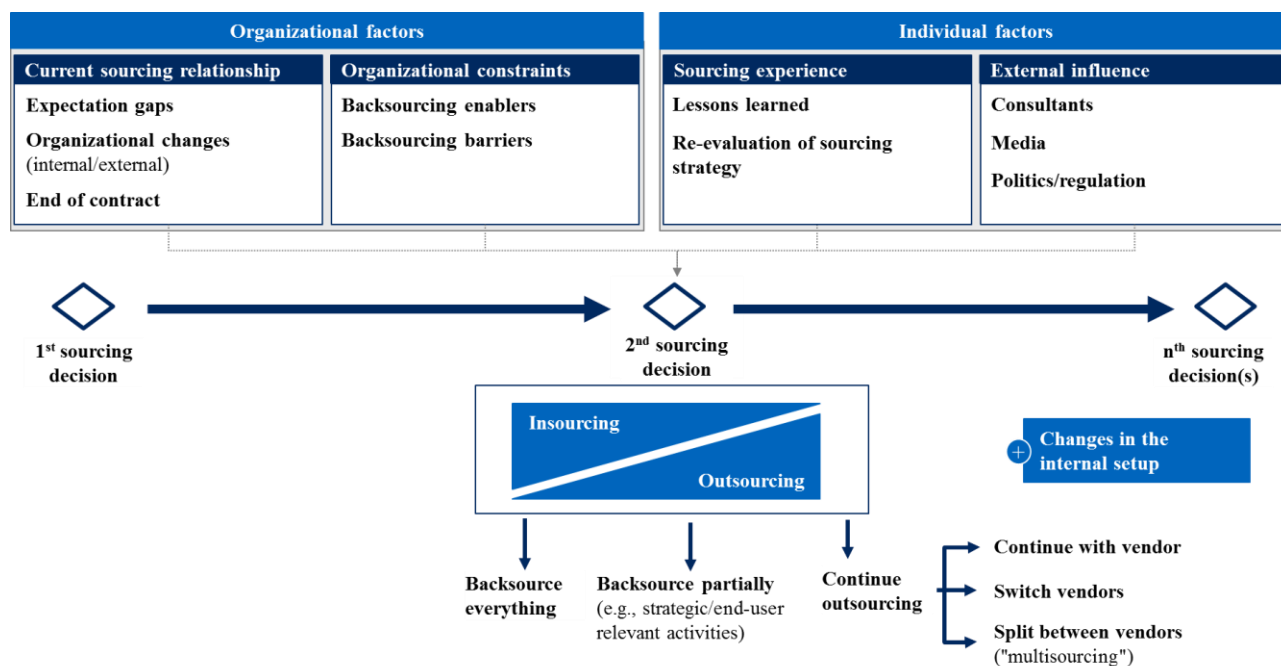 Organizational factors
Individual factors
Current sourcing relationship
Expectation gaps
Organizational changes
(internal/external)
End of contract
Organizational constraints
Backsourcing enablers
Backsourcing barriers
Sourcing experience
Lessons learned
Re-evaluation of sourcing
strategy
External influence
Consultants
Media
Politics/regulation
1st sourcing
decision
2nd sourcing
decision
nth sourcing
decision(s)
Insourcing
Outsourcing
+
Changes in the
internal setup
Backsource
everything
Backsource partially
(e.g., strategic/end-user
relevant activities)
Continue
outsourcing
Continue with vendor
Switch vendors
Split between vendors
("multisourcing")